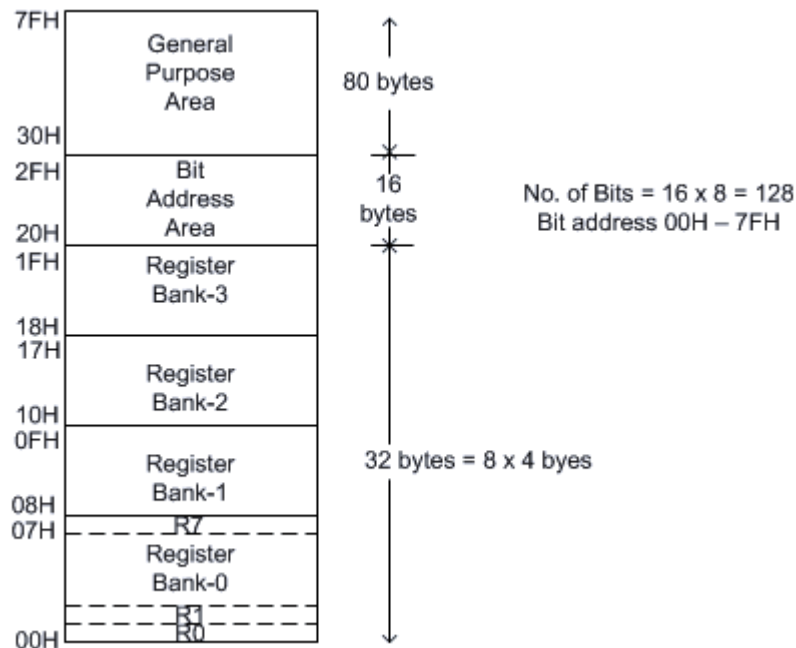 7FH
General
Purpose
Area
80 bytes
30H
2FH
Bit
Address
Area
16
bytes
No. of Bits = 16 x 8 = 128
Bit address 00H – 7FH
20H
1FH
Register
Bank-3
18H
17H
Register
Bank-2
10H
0FH
Register
Bank-1
32 bytes = 8 x 4 byes
08H
07H
R7
Register
Bank-0
R1
R0
00H